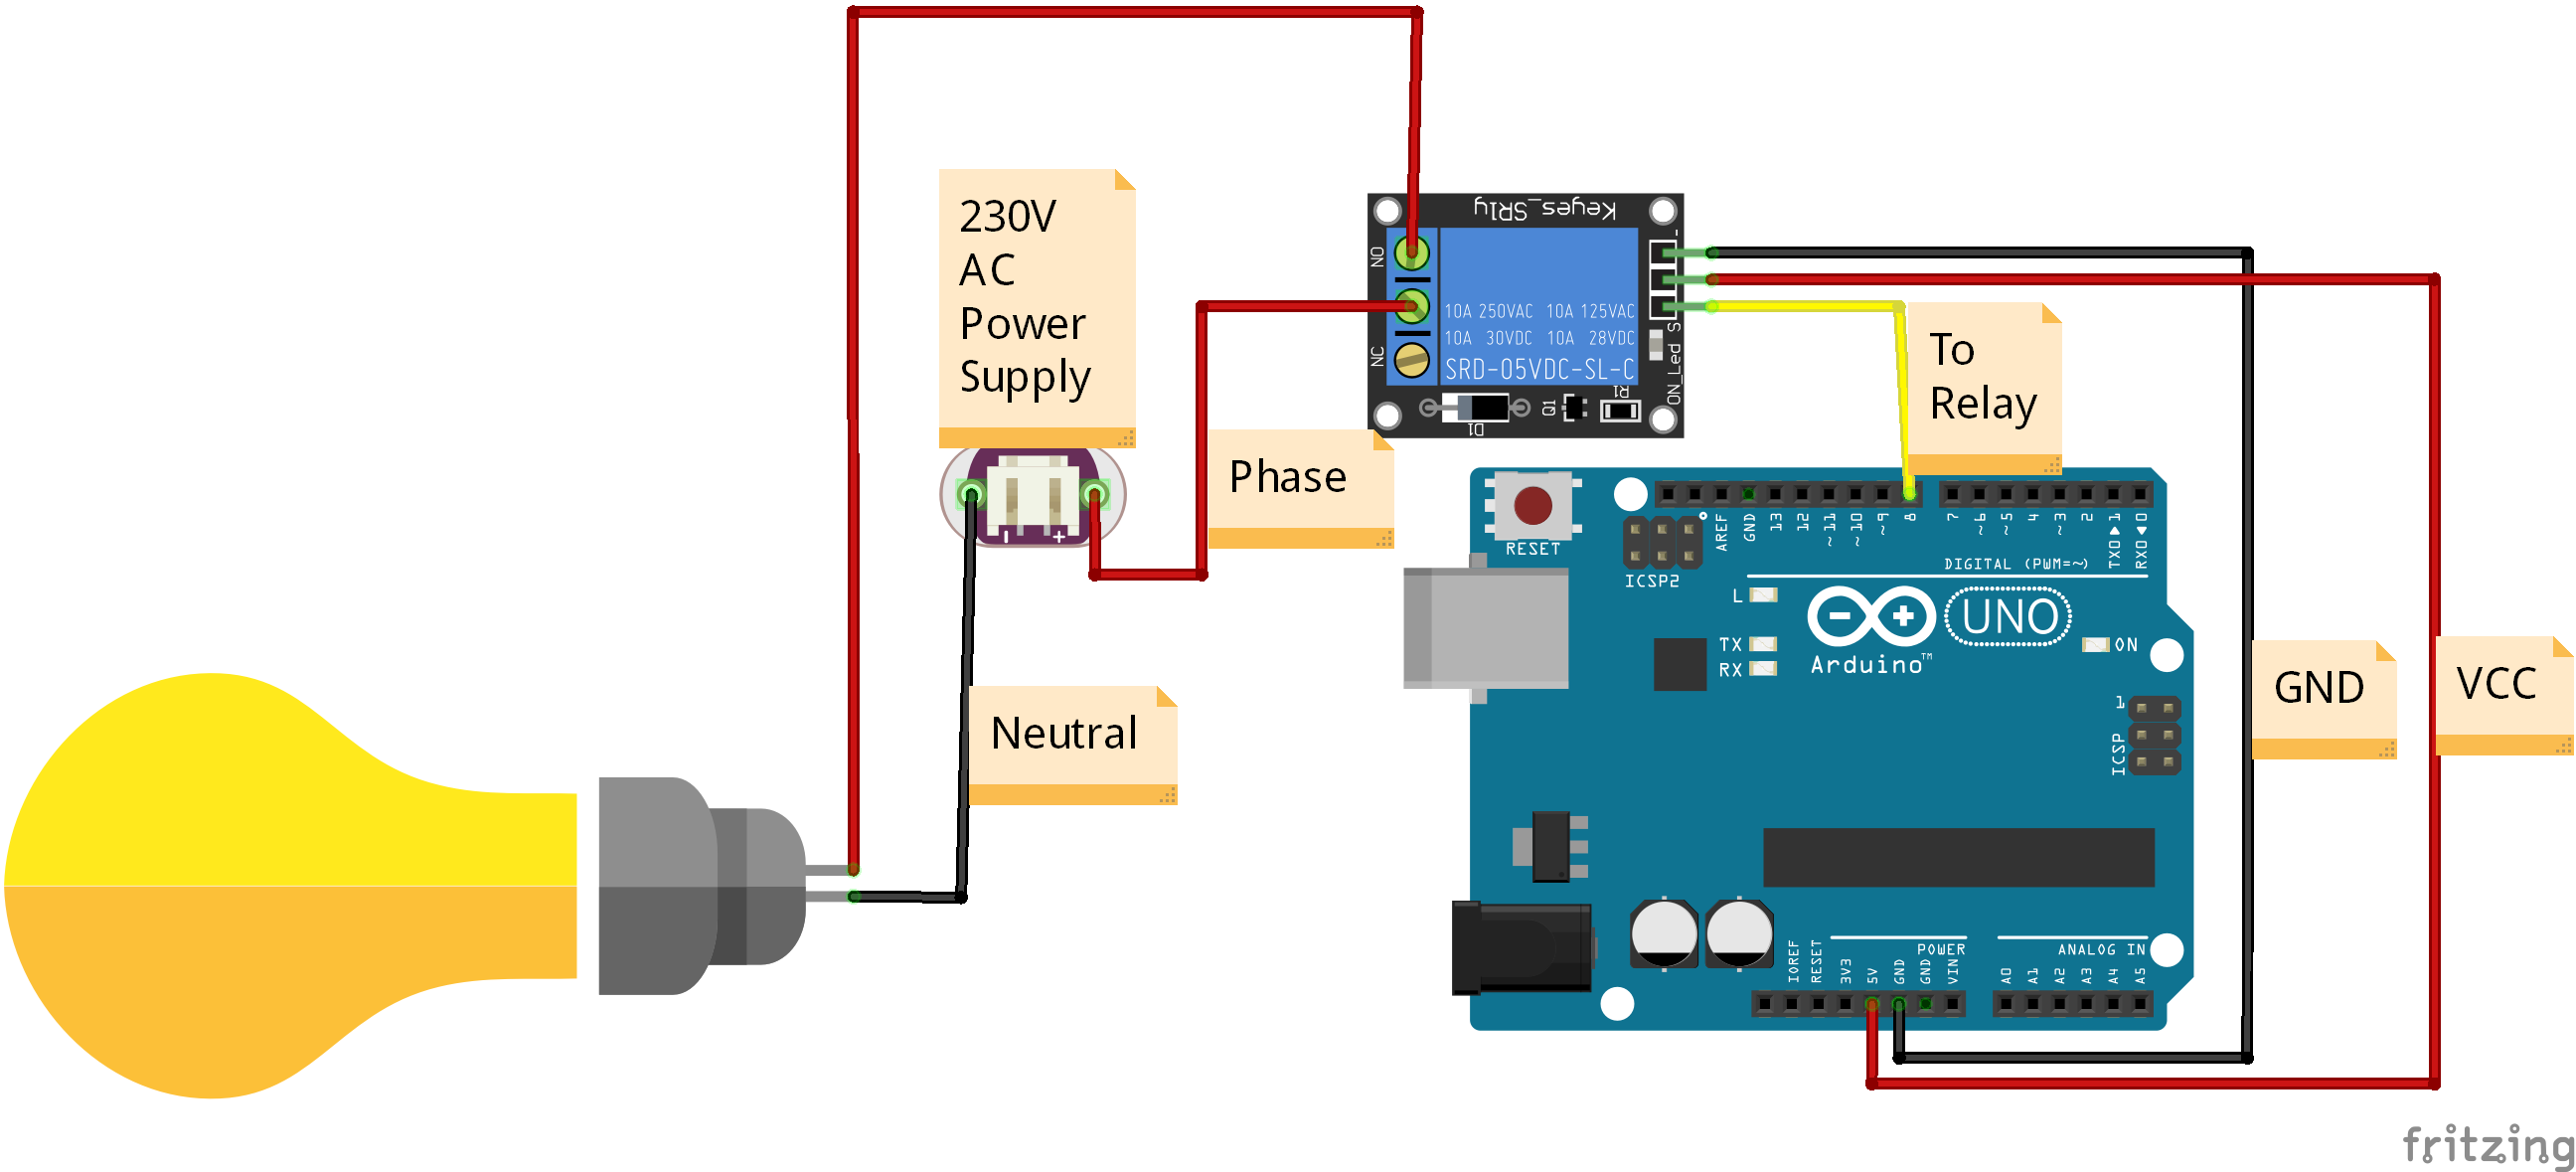 230V
AC
Power
Supply
Phase
Neutral
Keyes_SR1y
NO
NC
10A 250VAC 10A 125VAC
10A 30VDC 10A 28VDC
SRD-05VDC-SL-C
-
S
ON_Led
D1
Q1
R1
To
Relay
GND
VCC
RESET
ICSP2
AREF
GND
13
12
~11
~10
~9
8
7
~6
~5
4
~3
2
TX0▶1
RX0◀0
DIGITAL (PWM=~)
L
TX
RX
- +
UNO
Arduino™
ON
1
ICSP
POWER
ANALOG IN
IOREF
RESET
3V3
5V
GND
GND
VIN
A0
A1
A2
A3
A4
A5
fritzing